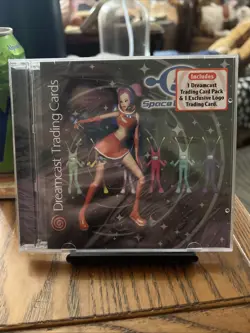 Dreamcast Trading Cards
Space
Includes
1 Dreamcast
Trading Card Pack
& 1 Exclusive Logo
Trading Card.